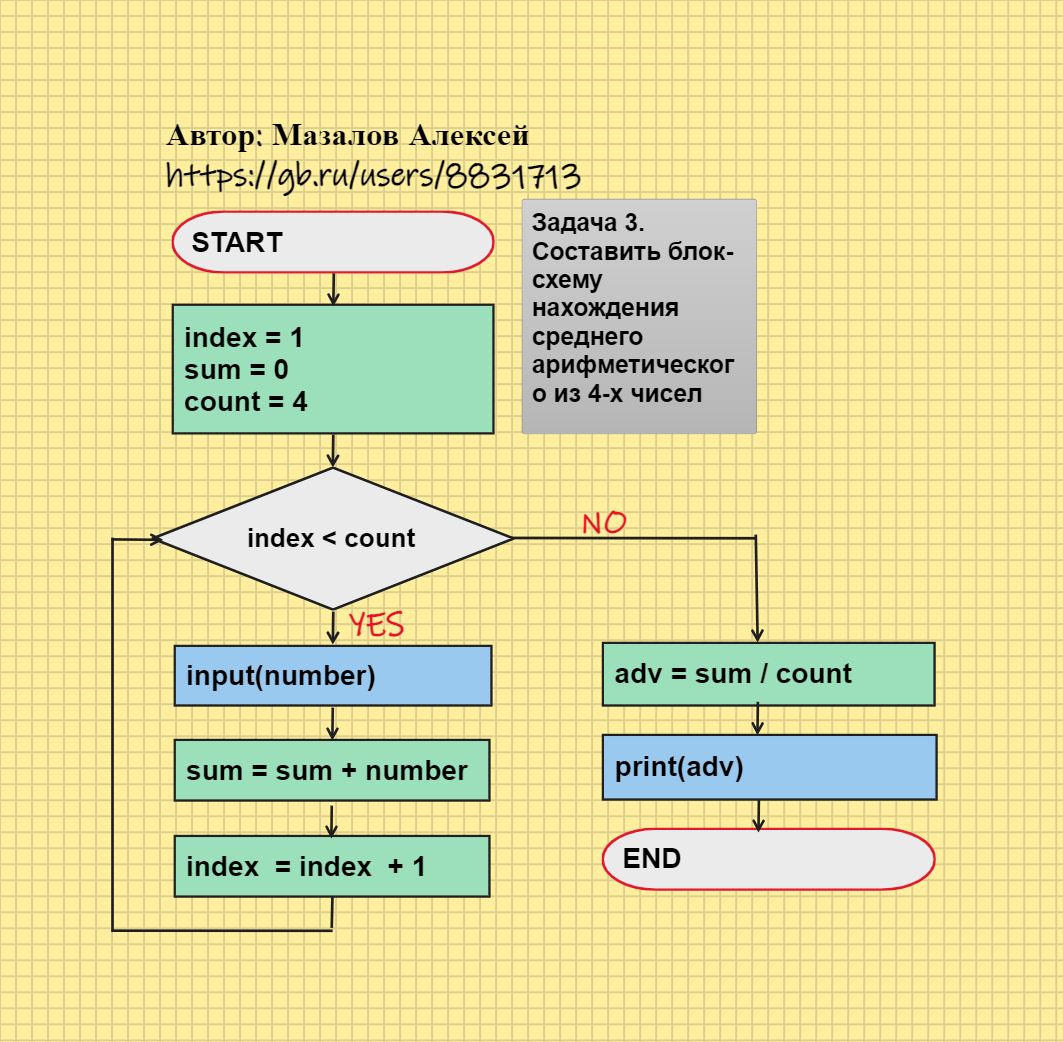 Автор: Мазалов Алексей
https://gb.ru/users/8831713
START
Задача 3.
Составить блок-
схему
нахождения
среднего
арифметическог
о из 4-х чисел
index = 1
sum = 0
count = 4
index < count
NO
YES
input(number)
sum = sum + number
index  = index  + 1
adv = sum / count
print(adv)
END